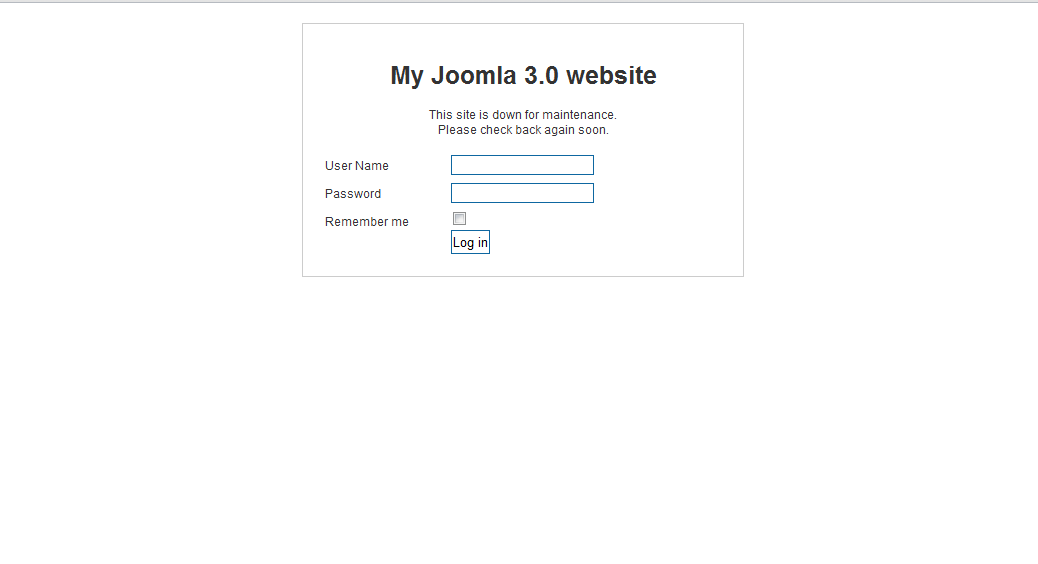 My Joomla 3.0 website
This site is down for maintenance.
Please check back again soon.
User Name
Password
Remember me
Log in